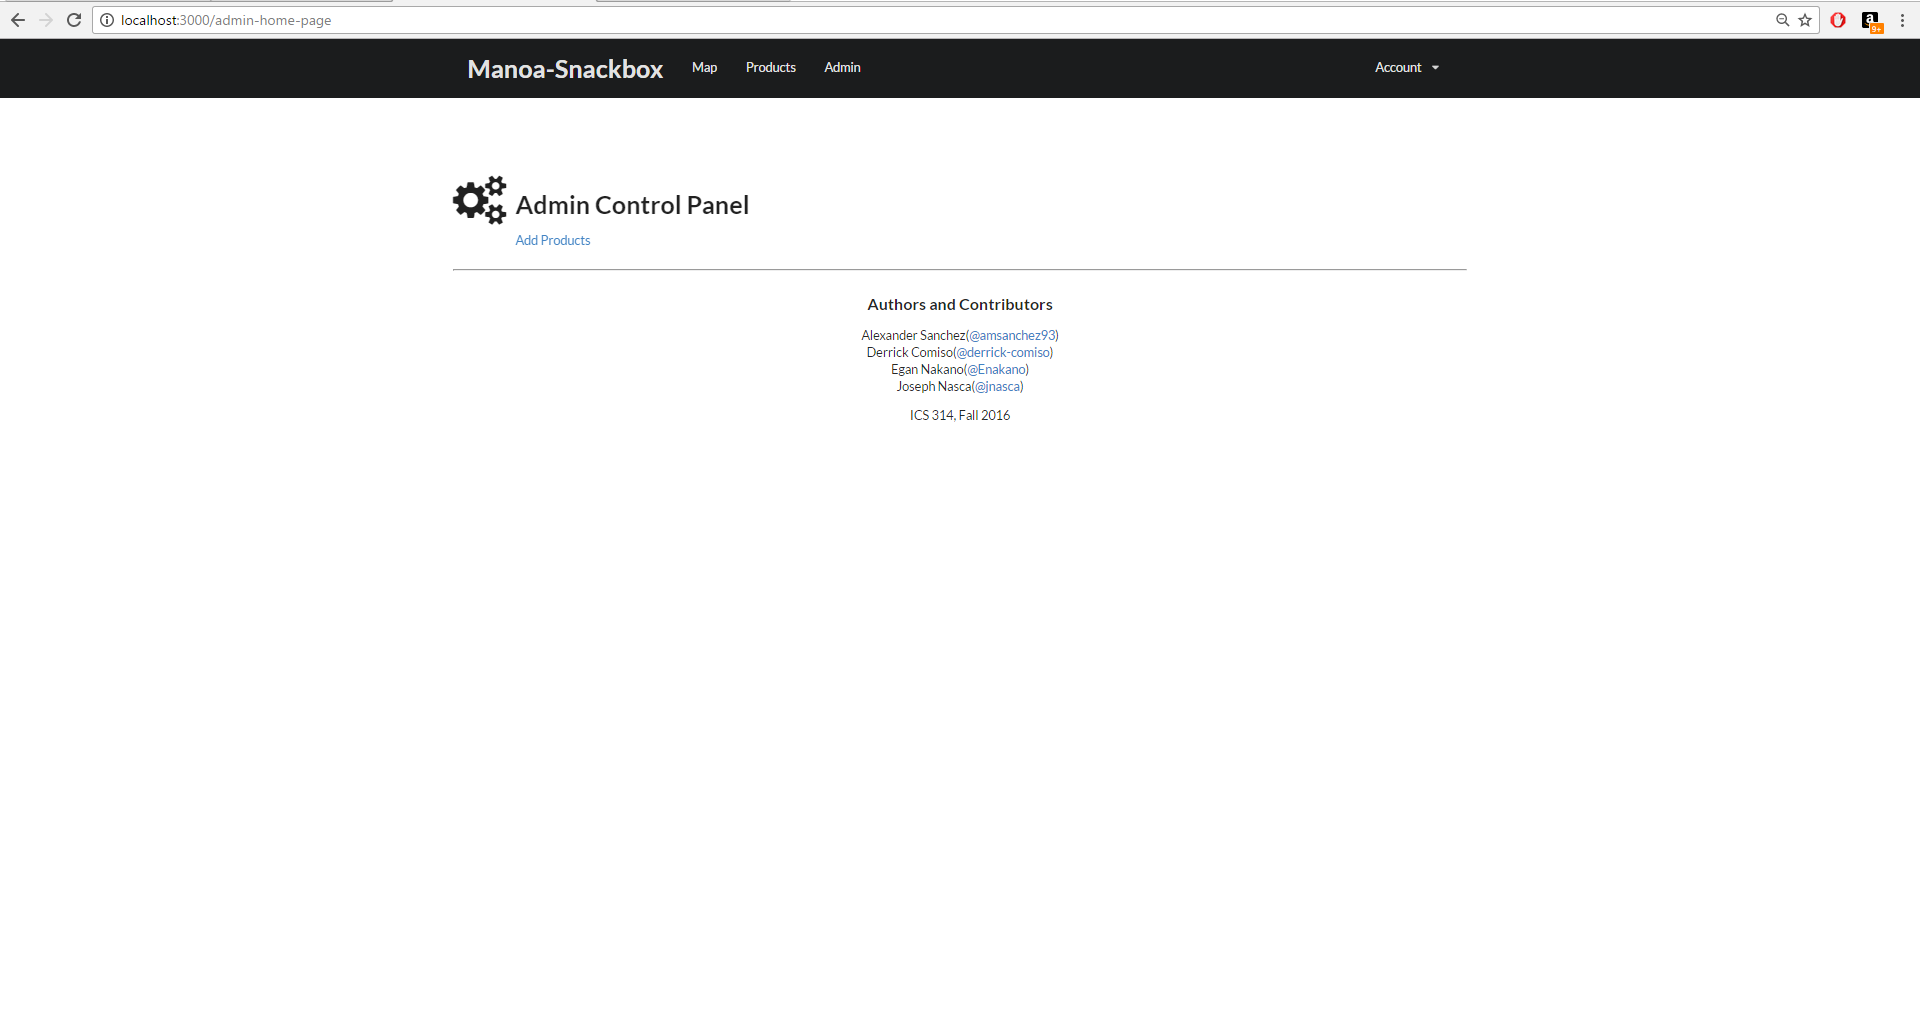 localhost:3000/admin-home-page
9+
Manoa-Snackbox Map Products Admin Account
Admin Control Panel
Add Products
Authors and Contributors
Alexander Sanchez(@amsanchez93)
Derrick Comiso(@derrick-comiso)
Egan Nakano(@Enakano)
Joseph Nasca(@jnasca)
ICS 314, Fall 2016